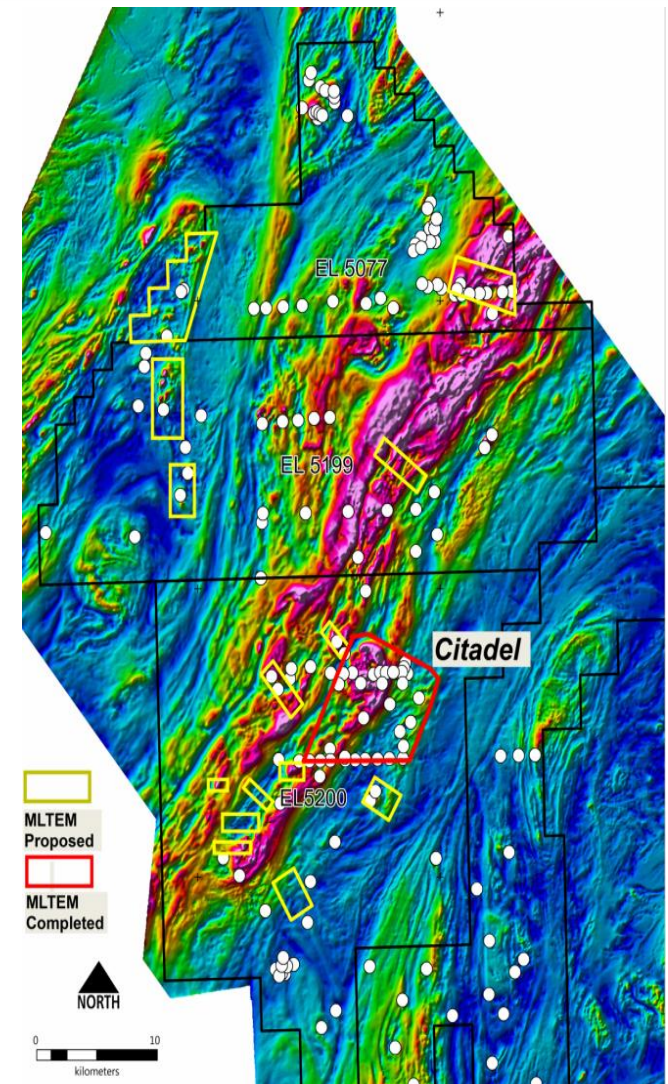 EL 5077
EL 5199
Citadel
EL5200
MLTEM
Proposed
MLTEM
Completed
NORTH
0 10
kilometers